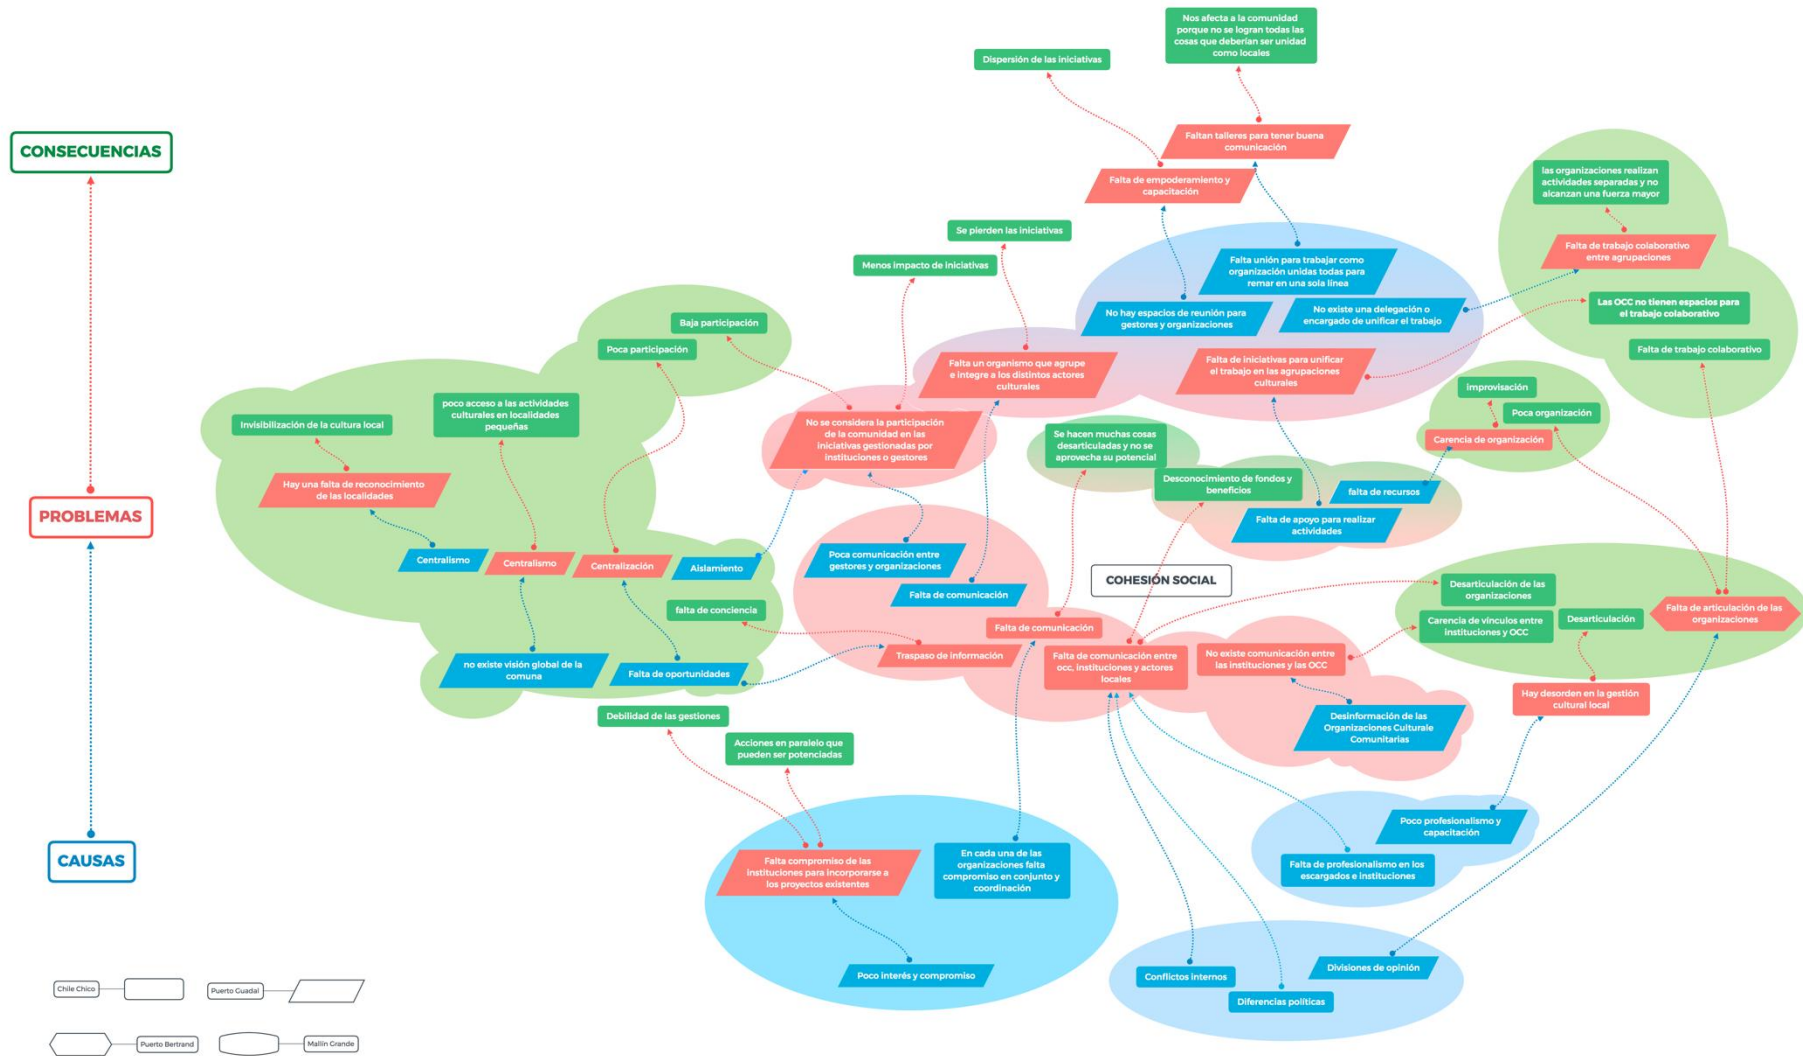 Nos afecta a la comunidad
porque no se logran todas las
cosas que deberían ser unidad
como locales
Dispersión de las iniciativas
CONSECUENCIAS
Faltan talleres para tener buena
comunicación
Falta de empoderamiento y
capacitación
las organizaciones realizan
actividades separadas y no
alcanzan una fuerza mayor
Se pierden las iniciativas
Menos impacto de iniciativas
Falta unión para trabajar como
organización unidas todas para
remar en una sola línea
Falta de trabajo colaborativo
entre agrupaciones
No hay espacios de reunión para
gestores y organizaciones
No existe una delegación o
encargado de unificar el trabajo
Las OCC no tienen espacios para
el trabajo colaborativo
Baja participación
Poca participación
Falta un organismo que agrupe
e integre a los distintos actores
culturales
Falta de iniciativas para unificar
el trabajo en las agrupaciones
culturales
Falta de trabajo colaborativo
improvisación
Poca organización
Carencia de organización
poco acceso a las actividades
culturales en localidades
pequeñas
Invisibilización de la cultura local
No se considera la participación
de la comunidad en las
iniciativas gestionadas por
instituciones o gestores
Se hacen muchas cosas
desarticuladas y no se
aprovecha su potencial
Hay una falta de reconocimiento
de las localidades
Desconocimiento de fondos y
beneficios
falta de recursos
PROBLEMAS
Falta de apoyo para realizar
actividades
Centralismo
Centralismo
Centralización
Aislamiento
Poca comunicación entre
gestores y organizaciones
Falta de comunicación
COHESIÓN SOCIAL
Desarticulación de las
organizaciones
falta de conciencia
Falta de comunicación
Carencia de vínculos entre
instituciones y OCC
Desarticulación
Falta de articulación de las
organizaciones
no existe visión global de la
comuna
Falta de oportunidades
Traspaso de información
Falta de comunicación entre
occ, instituciones y actores
locales
No existe comunicación entre
las instituciones y las OCC
Hay desorden en la gestión
cultural local
Debilidad de las gestiones
Acciones en paralelo que
pueden ser potenciadas
Desinformación de las
Organizaciones Culturale
Comunitarias
Poco profesionalismo y
capacitación
CAUSAS
Falta compromiso de las
instituciones para incorporarse a
los proyectos existentes
En cada una de las
organizaciones falta
compromiso en conjunto y
coordinación
Falta de profesionalismo en los
escargados e instituciones
Poco interés y compromiso
Conflictos internos
Divisiones de opinión
Diferencias políticas
Chile Chico
Puerto Guadal
Puerto Bertrand
Mallín Grande